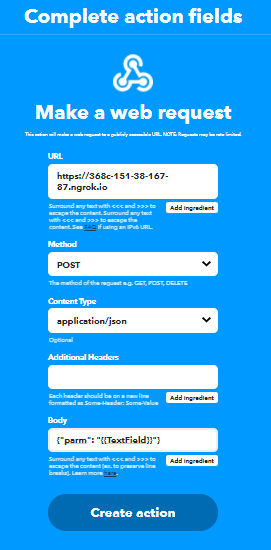 Complete action fields
Make a web request
This action will make a web request to a publicly accessible URL. NOTE: Requests may be rate limited.
URL
https://368c-151-38-167-
87.ngrok.io
Surround any text with <<< and >>> to
escape the content. Surround any text
with <<< and >>> to escape the
content. See FAQ if using an IPv6 URL.
Add ingredient
Method
POST
The method of the request e.g. GET, POST, DELETE
Content Type
application/json
Optional
Additional Headers
Each header should be on a new line
formatted as Some-Header: Some-Value
Add ingredient
Body
{"parm": "{{TextField}}"}
Surround any text with <<< and >>> to
escape the content (ex. to preserve line
breaks). Learn more here.
Add ingredient
Create action